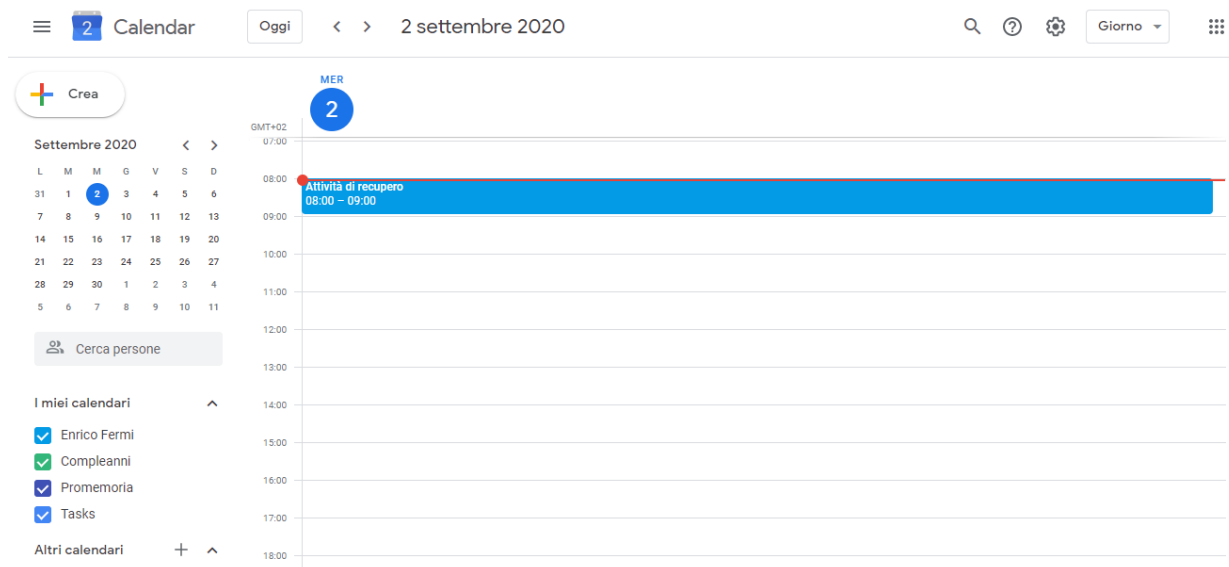 2 Calendar Oggi 2 settembre 2020 Giorno
Crea
MER
2
GMT+02
Settembre 2020
L M M G V S D
31 1 2 3 4 5 6
7 8 9 10 11 12 13
14 15 16 17 18 19 20
21 22 23 24 25 26 27
28 29 30 1 2 3 4
5 6 7 8 9 10 11
Cerca persone
I miei calendari
Enrico Fermi
Compleanni
Promemoria
Tasks
Altri calendari
07:00
08:00
Attività di recupero
08:00 – 09:00
09:00
10:00
11:00
12:00
13:00
14:00
15:00
16:00
17:00
18:00